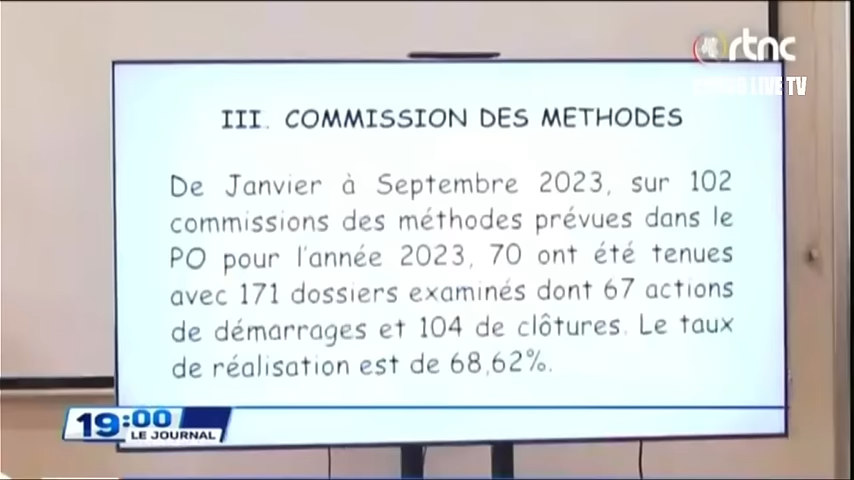 rtnc
LIVE TV
III. COMMISSION DES METHODES
De Janvier à Septembre 2023, sur 102
commissions des méthodes prévues dans le
PO pour l'année 2023, 70 ont été tenues
avec 171 dossiers examinés dont 67 actions
de démarrages et 104 de clôtures. Le taux
de réalisation est de 68,62%.
19:00
LE JOURNAL